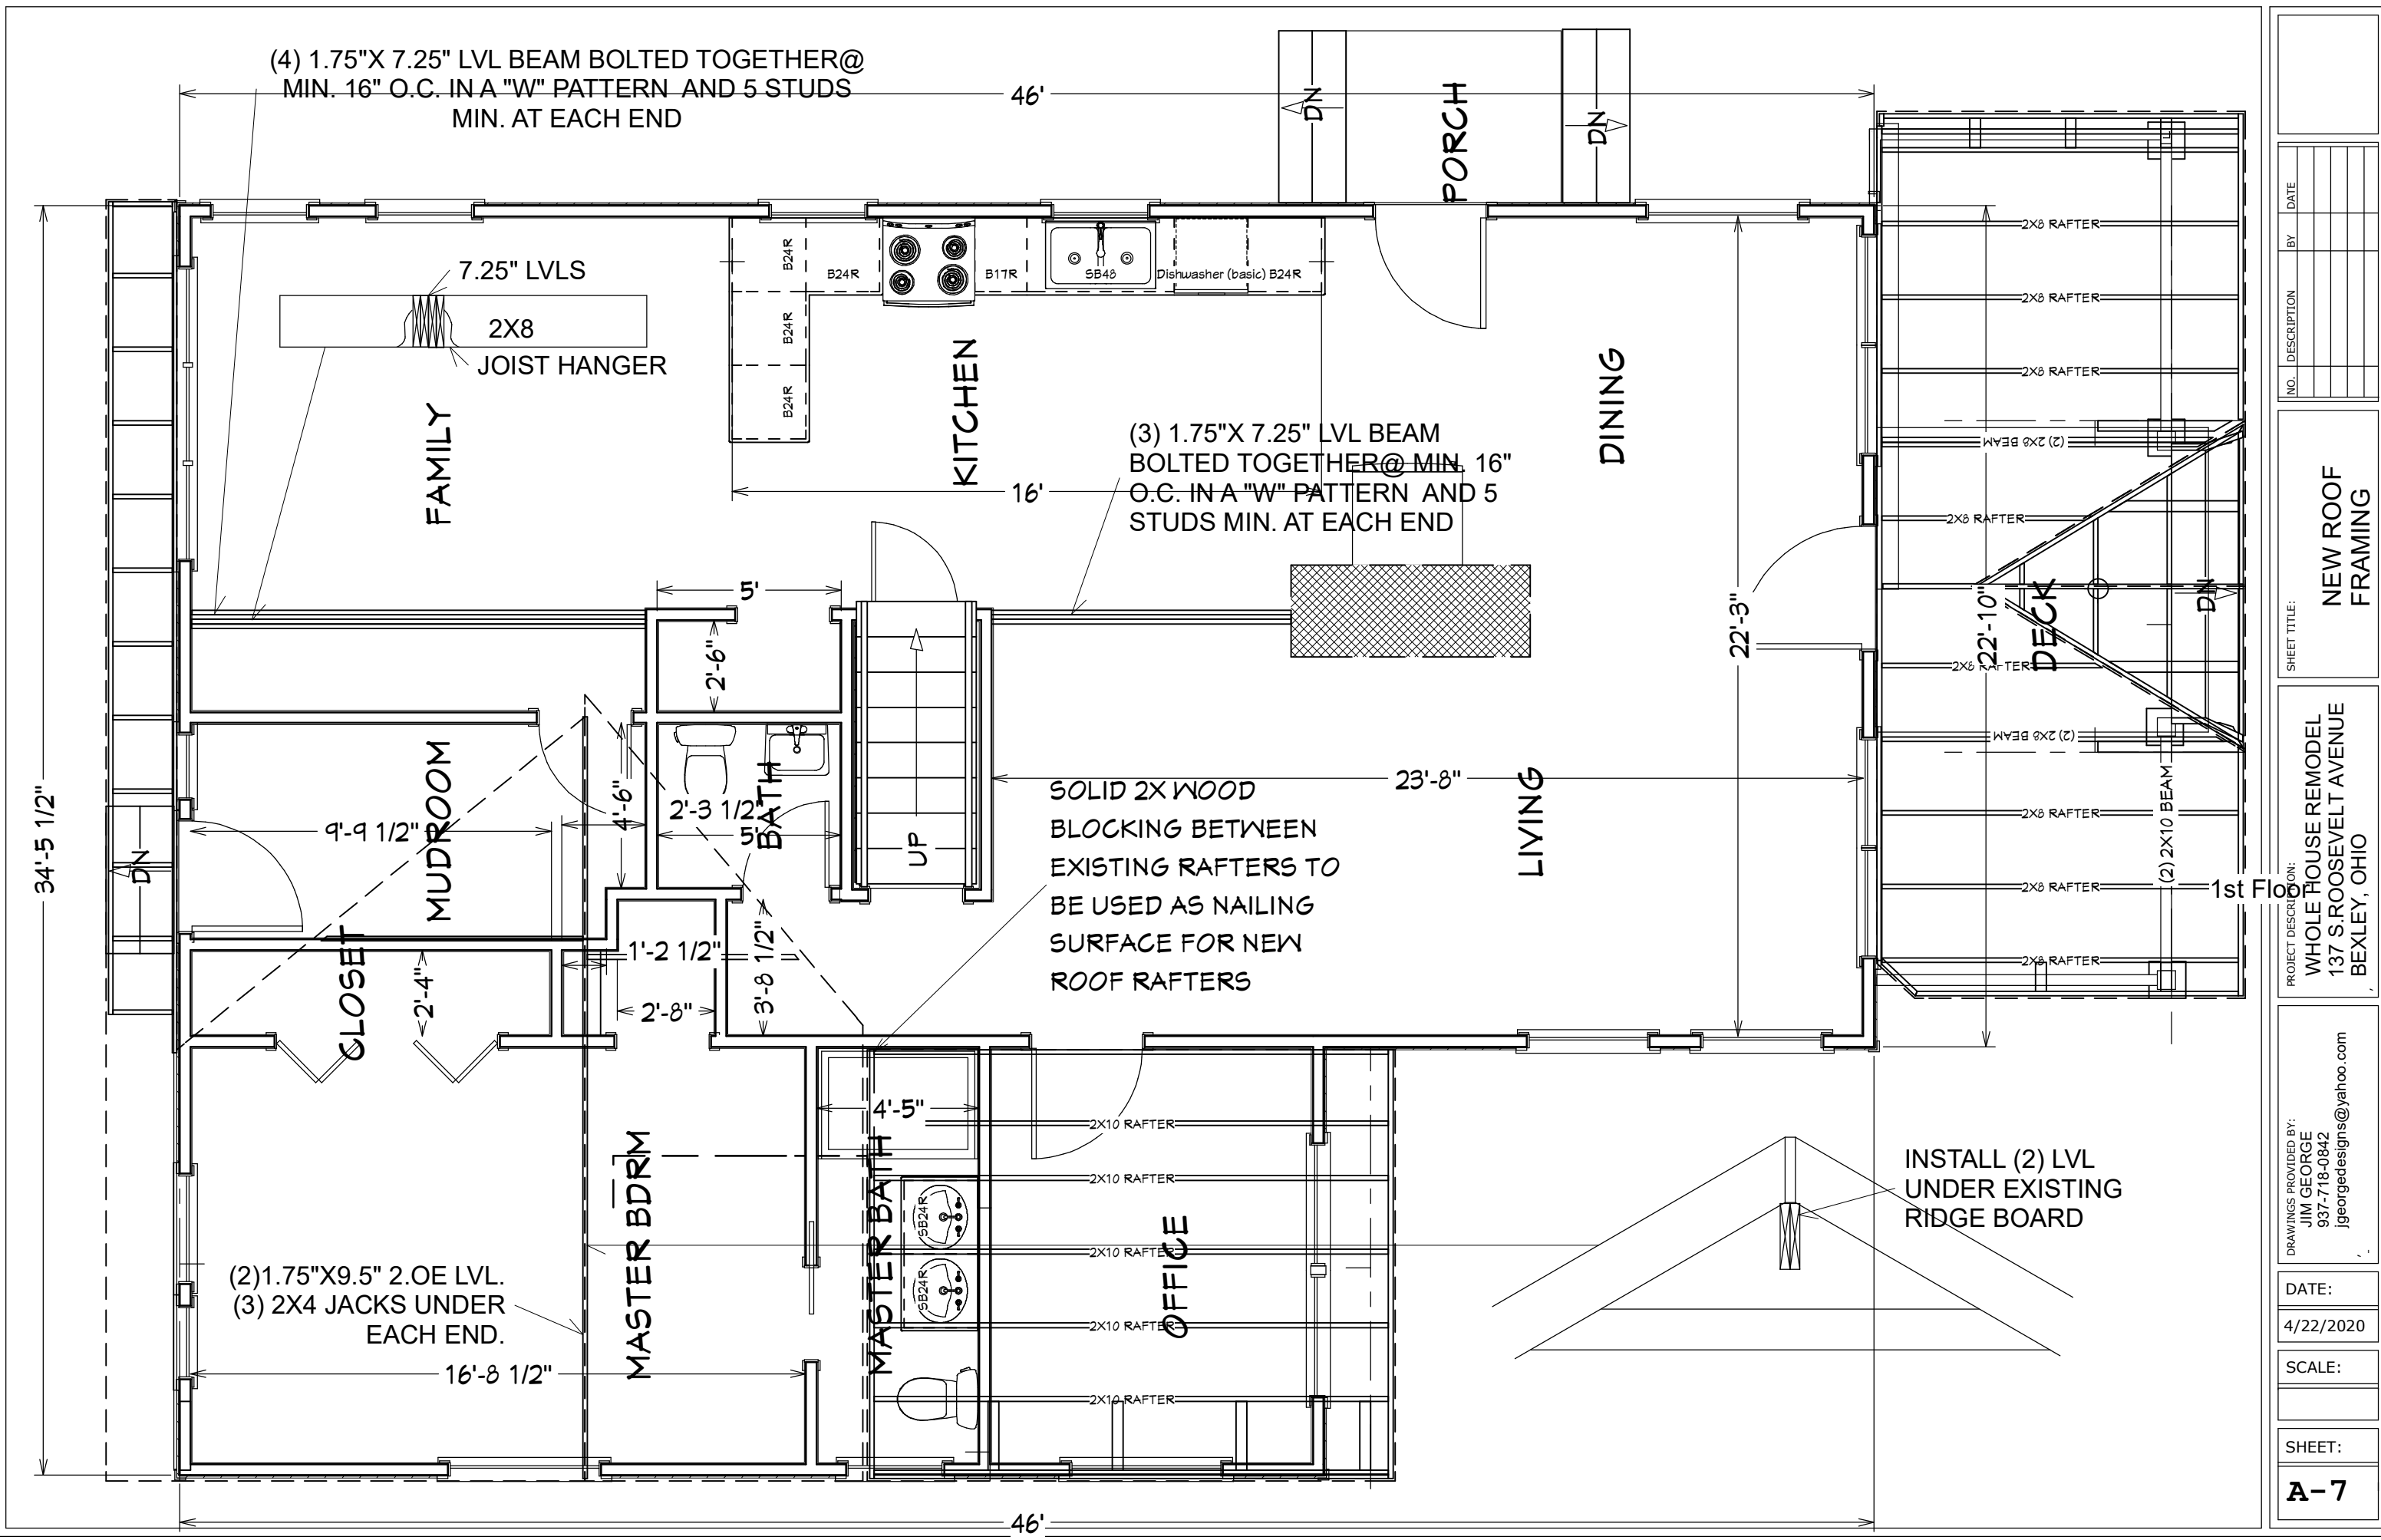 (4) 1.75"X 7.25" LVL BEAM BOLTED TOGETHER@
MIN. 16" O.C. IN A "W" PATTERN AND 5 STUDS
MIN. AT EACH END
46'
DN
PORCH
DN
7.25" LVLS
2X8
JOIST HANGER
B24R
B24R
B24R
B24R
B17R
SB48
Dishwasher (basic)
B24R
FAMILY
KITCHEN
DINING
(3) 1.75"X 7.25" LVL BEAM
BOLTED TOGETHER@ MIN. 16"
O.C. IN A "W" PATTERN AND 5
STUDS MIN. AT EACH END
16'
5'
2'-6"
22'-3"
2X8 RAFTER
2X8 RAFTER
2X8 RAFTER
(2) 2X8 BEAM
2X8 RAFTER
22'-10"
DECK
DN
2X8 RAFTER
(2) 2X8 BEAM
2X8 RAFTER
(2) 2X10 BEAM
2X8 RAFTER
2X8 RAFTER
1st Floor
34'-5 1/2"
DN
MUDROOM
9'-9 1/2"
4'-6"
2'-3 1/2"
5'
BATH
UP
23'-8"
LIVING
SOLID 2X WOOD
BLOCKING BETWEEN
EXISTING RAFTERS TO
BE USED AS NAILING
SURFACE FOR NEW
ROOF RAFTERS
CLOSET
2'-4"
1'-2 1/2"
2'-8"
3'-8 1/2"
4'-5"
MASTER BDRM
MASTER BATH
SB24R
SB24R
OFFICE
2X10 RAFTER
2X10 RAFTER
2X10 RAFTER
2X10 RAFTER
2X10 RAFTER
(2)1.75"X9.5" 2.OE LVL.
(3) 2X4 JACKS UNDER
EACH END.
16'-8 1/2"
INSTALL (2) LVL
UNDER EXISTING
RIDGE BOARD
46'
NO.
DESCRIPTION
BY
DATE
SHEET TITLE:
NEW ROOF
FRAMING
PROJECT DESCRIPTION:
WHOLE HOUSE REMODEL
137 S.ROOSEVELT AVENUE
BEXLEY, OHIO
DRAWINGS PROVIDED BY:
JIM GEORGE
937-718-0842
jgeorgedesigns@yahoo.com
DATE:
4/22/2020
SCALE:
SHEET:
A-7